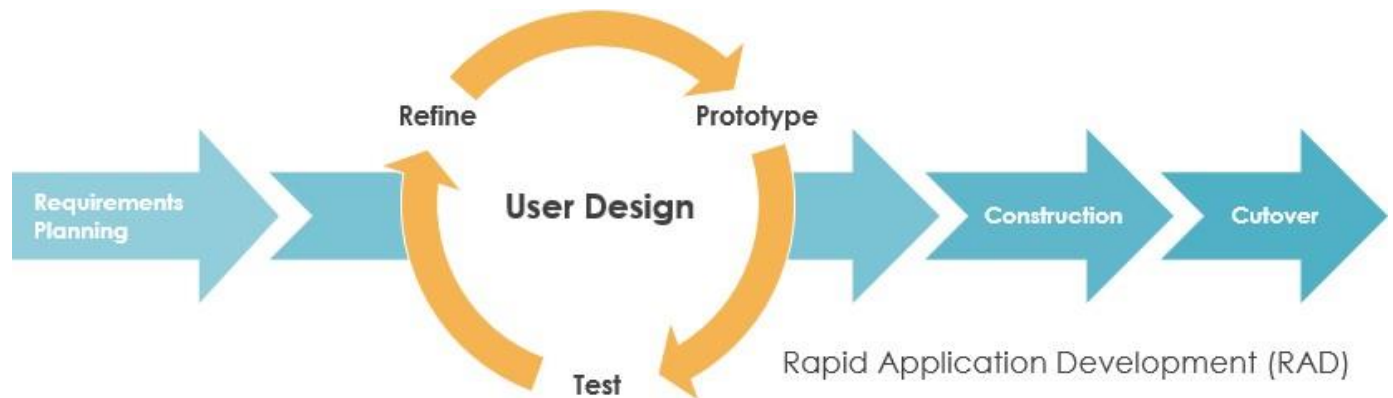 Refine
Prototype
Requirements
Planning
User Design
Construction
Cutover
Test
Rapid Application Development (RAD)